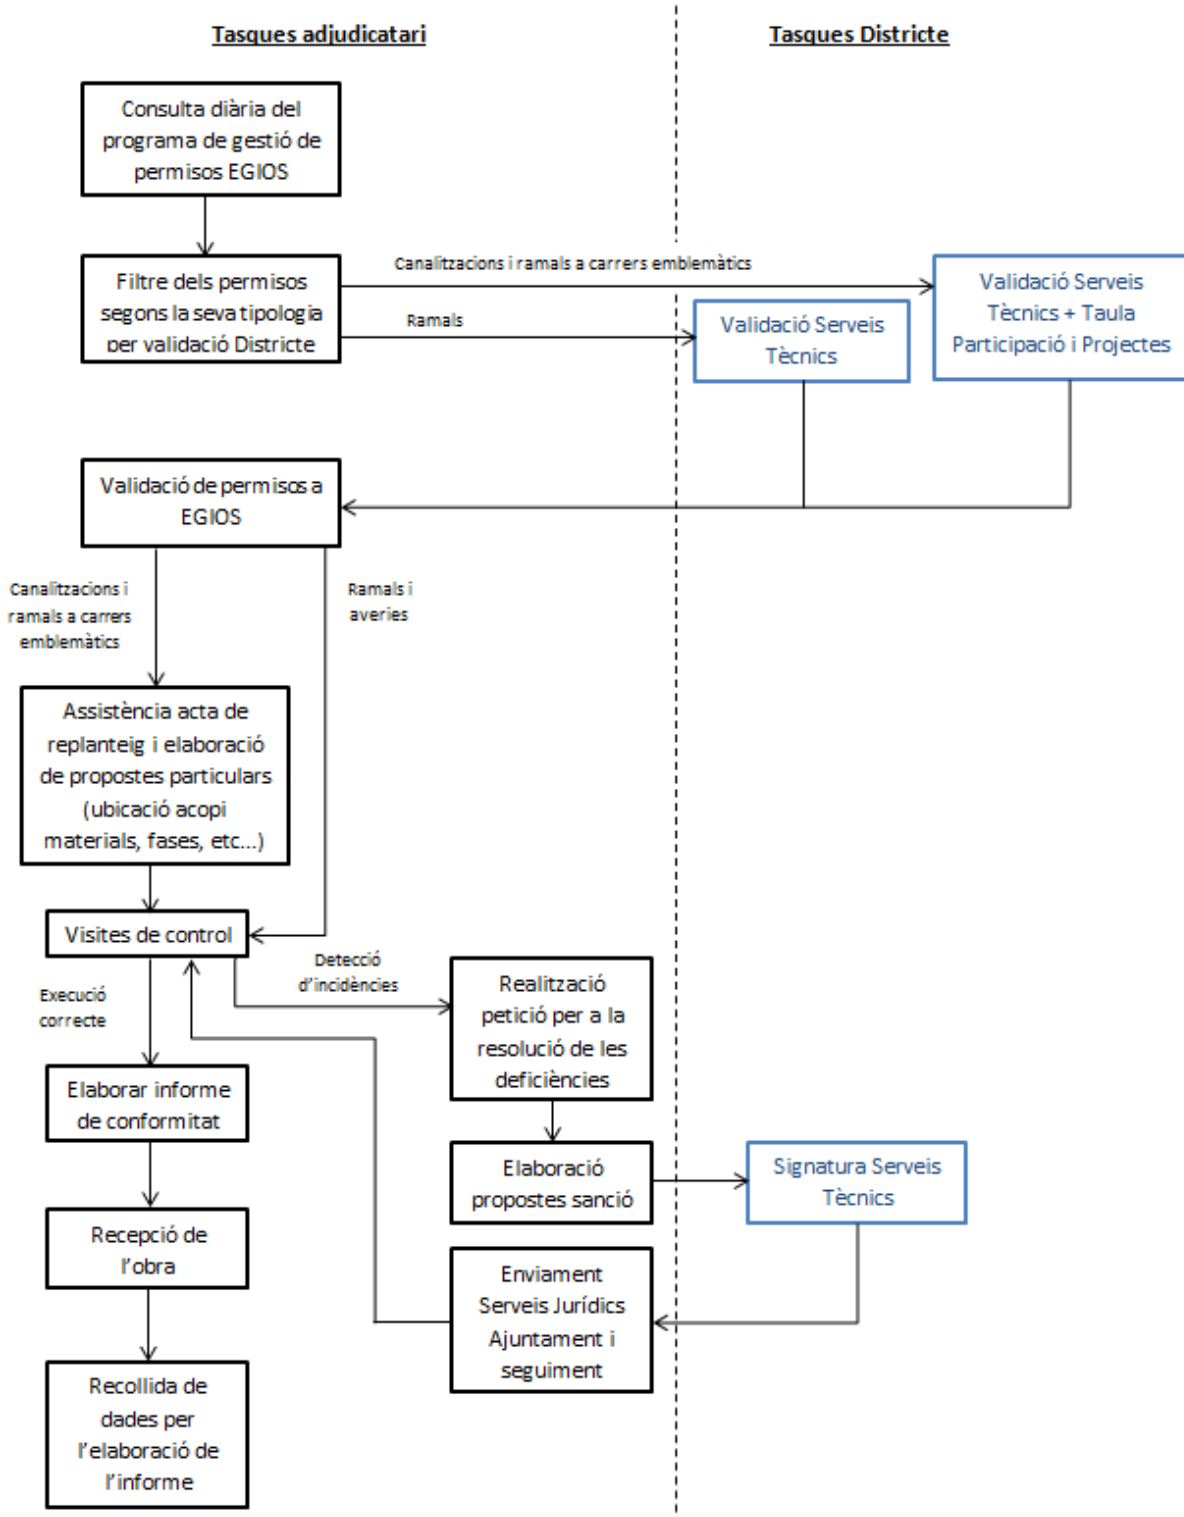 Tasques adjudicatari
Tasques Districte
Consulta diària del
programa de gestió de
permisos EGIOS
Canalitzacions i ramals a carrers emblemàtics
Filtre dels permisos
segons la seva tipologia
per validació Districte
Ramals
Validació Serveis
Tècnics
Validació Serveis
Tècnics + Taula
Participació i Projectes
Validació de permisos a
EGIOS
Canalitzacions i
ramals a carrers
emblemàtics
Ramals i
averies
Assistència acta de
replanteig i elaboració
de propostes particulars
(ubicació acopi
materials, fases, etc...)
Visites de control
Detecció
d'incidències
Execució
correcte
Realització
petició per a la
resolució de les
deficiències
Elaborar informe
de conformitat
Elaboració
propostes sanció
Signatura Serveis
Tècnics
Recepció de
l'obra
Enviament
Serveis Jurídics
Ajuntament i
seguiment
Recollida de
dades per
l'elaboració de
l'informe